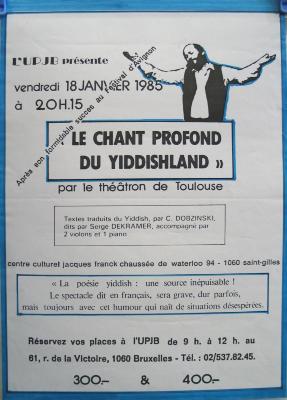 L'UPJB présente
vendredi 18 JANVIER 1985
à 20H.15
Après son formidable succes au Festival d'Avignon
« LE CHANT PROFOND
DU YIDDISHLAND »
par le théâtron de Toulouse
Textes traduits du Yiddish, par C. DOBZINSKI,
dits par Serge DEKRAMER, accompagné par
2 violons et 1 piano
centre culturel jacques franck chaussée de waterloo 94 - 1060 saint-gilles
« La poésie yiddish : une source inépuisable !
Le spectacle dit en français, sera grave, dur parfois,
mais toujours avec cet humour qui naît de situations désespérées.
Réservez vos places à l'UPJB de 9 h. à 12 h. au
61, r. de la Victoire, 1060 Bruxelles - Tél. : 02/537.82.45.
300.- & 400.-